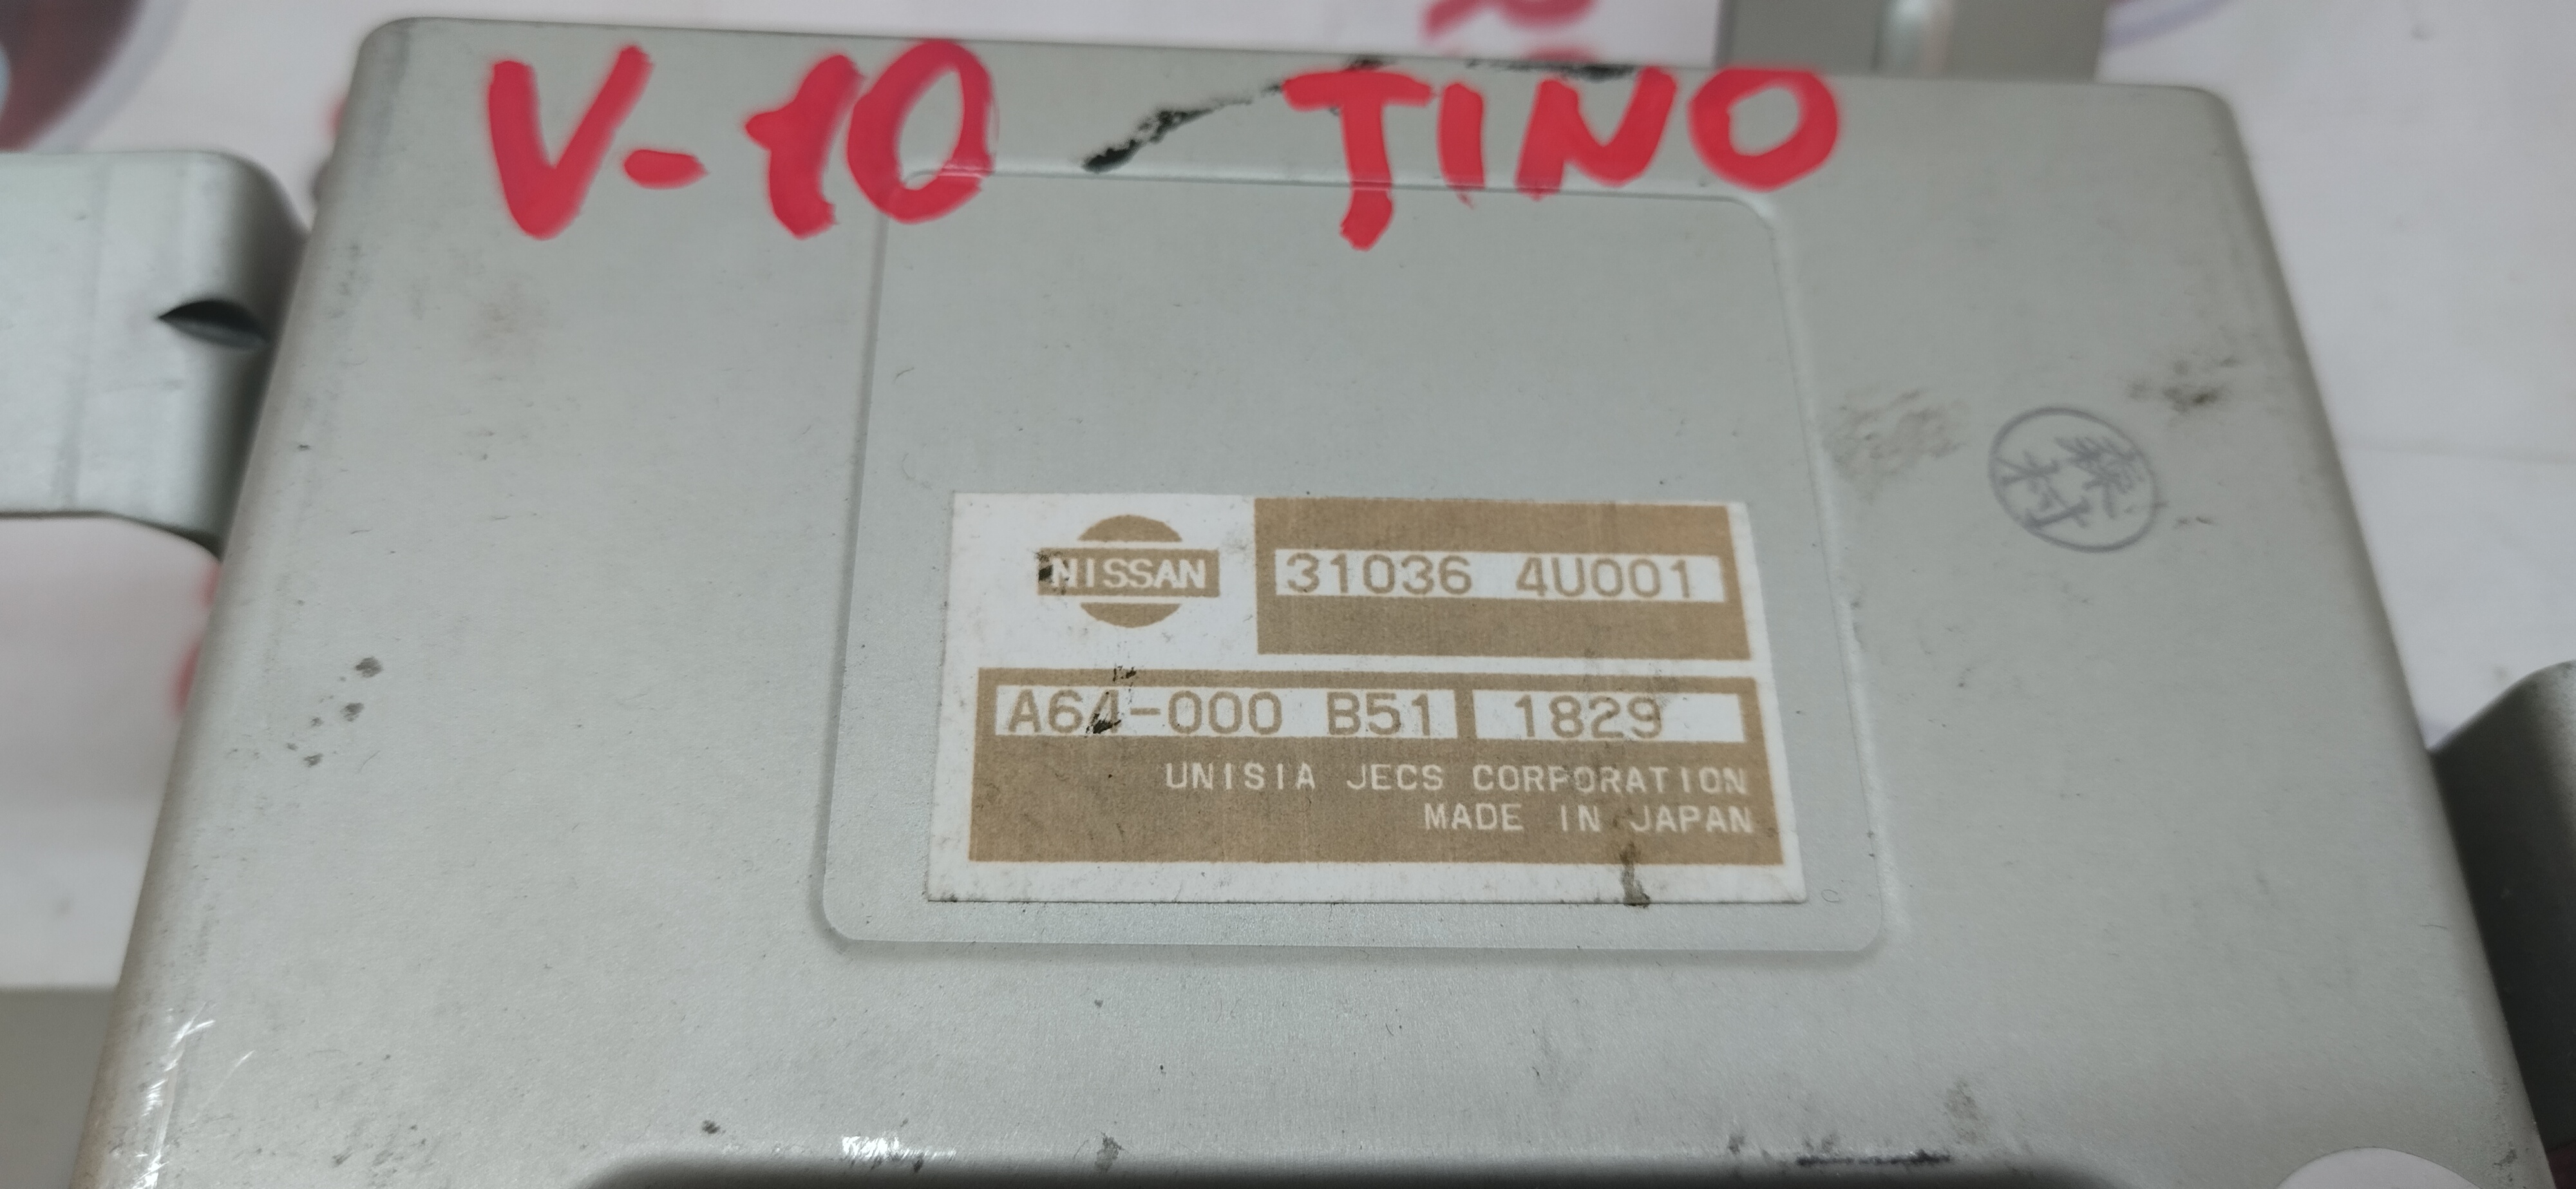 V-10 TINO
NISSAN
31036 4U001
A64-000 B51 1829
UNISIA JECS CORPORATION
MADE IN JAPAN